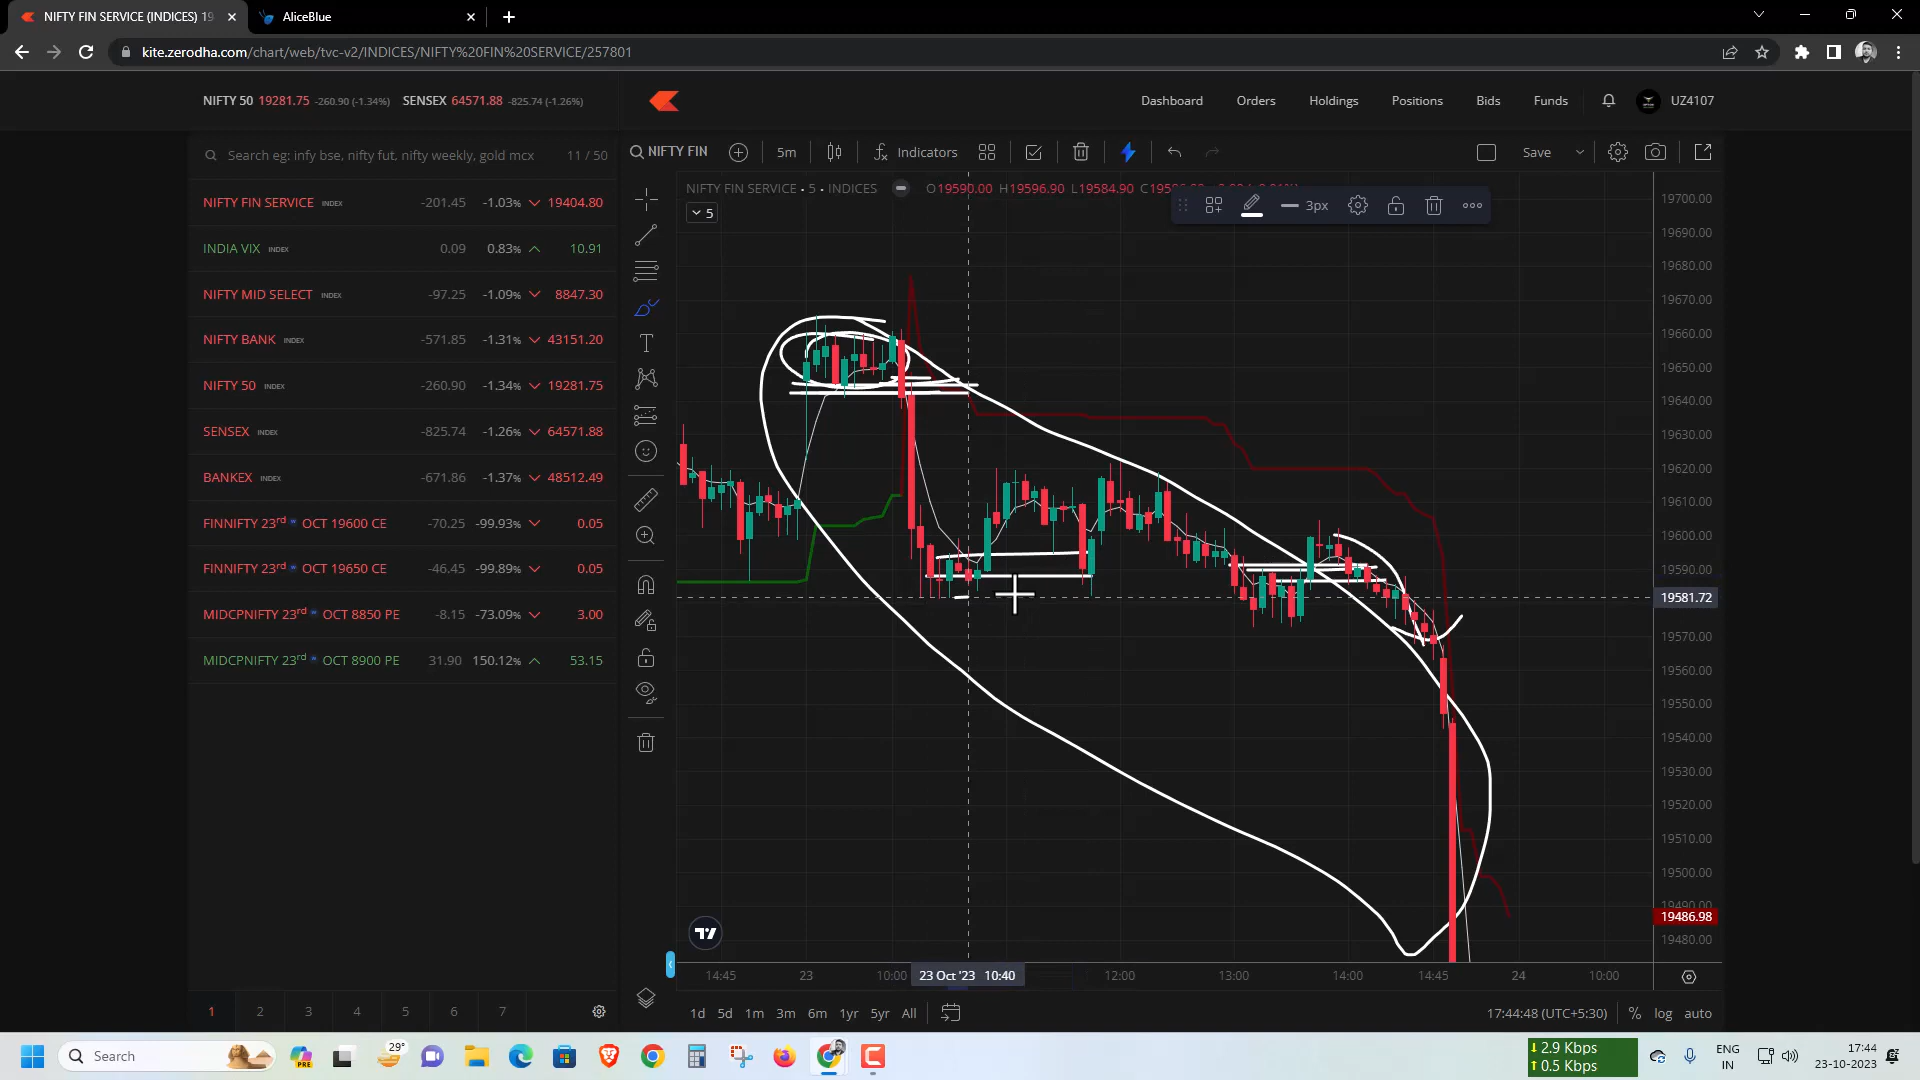 NIFTY FIN SERVICE (INDICES) 19
AliceBlue
kite.zerodha.com/chart/web/tvc-v2/INDICES/NIFTY%20FIN%20SERVICE/257801
NIFTY 50 19281.75 -260.90 (-1.34%) SENSEX 64571.88 -825.74 (-1.26%)
Dashboard Orders Holdings Positions Bids Funds UZ4107
Search eg: infy bse, nifty fut, nifty weekly, gold mcx 11 / 50
NIFTY FIN SERVICE INDEX -201.45 -1.03% 19404.80
INDIA VIX INDEX 0.09 0.83% 10.91
NIFTY MID SELECT INDEX -97.25 -1.09% 8847.30
NIFTY BANK INDEX -571.85 -1.31% 43151.20
NIFTY 50 INDEX -260.90 -1.34% 19281.75
SENSEX INDEX -825.74 -1.26% 64571.88
BANKEX INDEX -671.86 -1.37% 48512.49
FINNIFTY 23rd w OCT 19600 CE -70.25 -99.93% 0.05
FINNIFTY 23rd w OCT 19650 CE -46.45 -99.89% 0.05
MIDCPNIFTY 23rd w OCT 8850 PE -8.15 -73.09% 3.00
MIDCPNIFTY 23rd w OCT 8900 PE 31.90 150.12% 53.15
1 2 3 4 5 6 7
NIFTY FIN 5m Indicators Save
NIFTY FIN SERVICE • 5 • INDICES O19590.00 H19596.90 L19584.90
5
3px
19700.00
19690.00
19680.00
19670.00
19660.00
19650.00
19640.00
19630.00
19620.00
19610.00
19600.00
19590.00
19581.72
19570.00
19560.00
19550.00
19540.00
19530.00
19520.00
19510.00
19500.00
19490.00
19486.98
19480.00
14:45 23 10:00 23 Oct '23 10:40 12:00 13:00 14:00 14:45 24 10:00
1d 5d 1m 3m 6m 1yr 5yr All 17:44:48 (UTC+5:30) % log auto
Search
PRE
29°
2.9 Kbps
0.5 Kbps
ENG
IN
17:44
23-10-2023